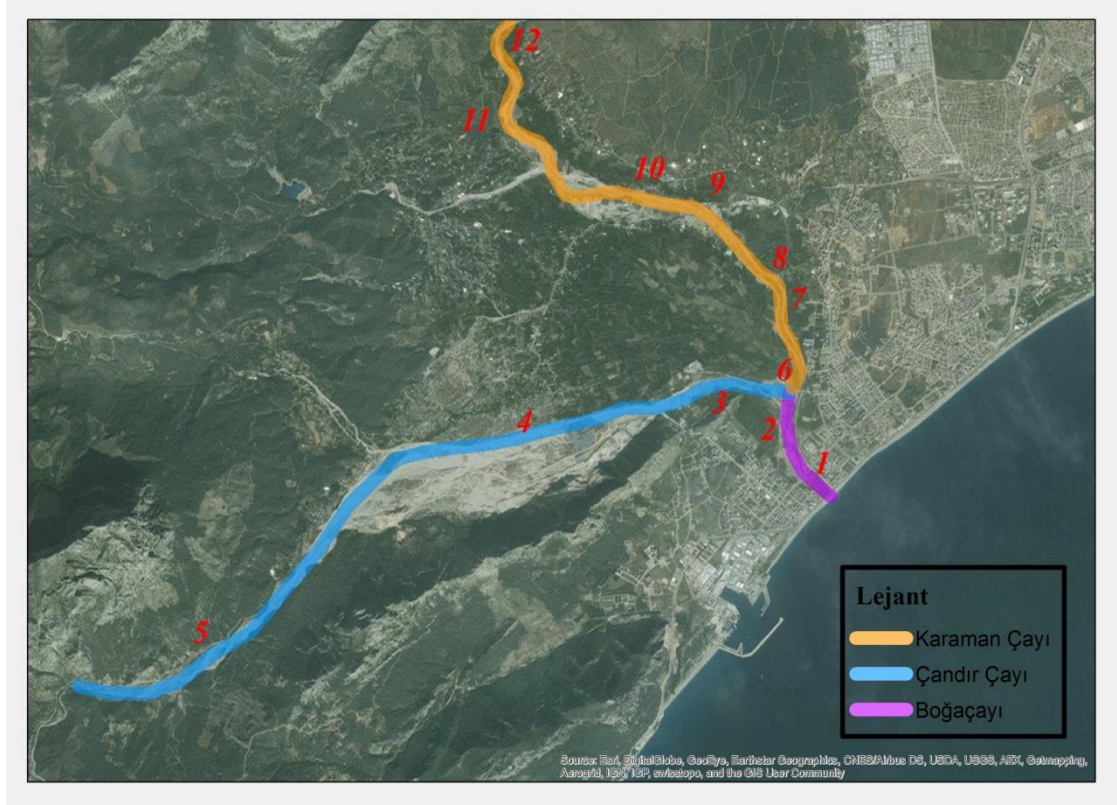 12
11
10
9
8
7
6
3
2
4
1
5
Lejant
Karaman Çayı
Çandır Çayı
Boğaçayı
Source: Esri, DigitalGlobe, GeoEye, Earthstar Geographics, CNES/Airbus DS, USDA, USGS, AEX, Getmapping,
Aerogrid, IGN, IGP, swisstopo, and the GIS User Community